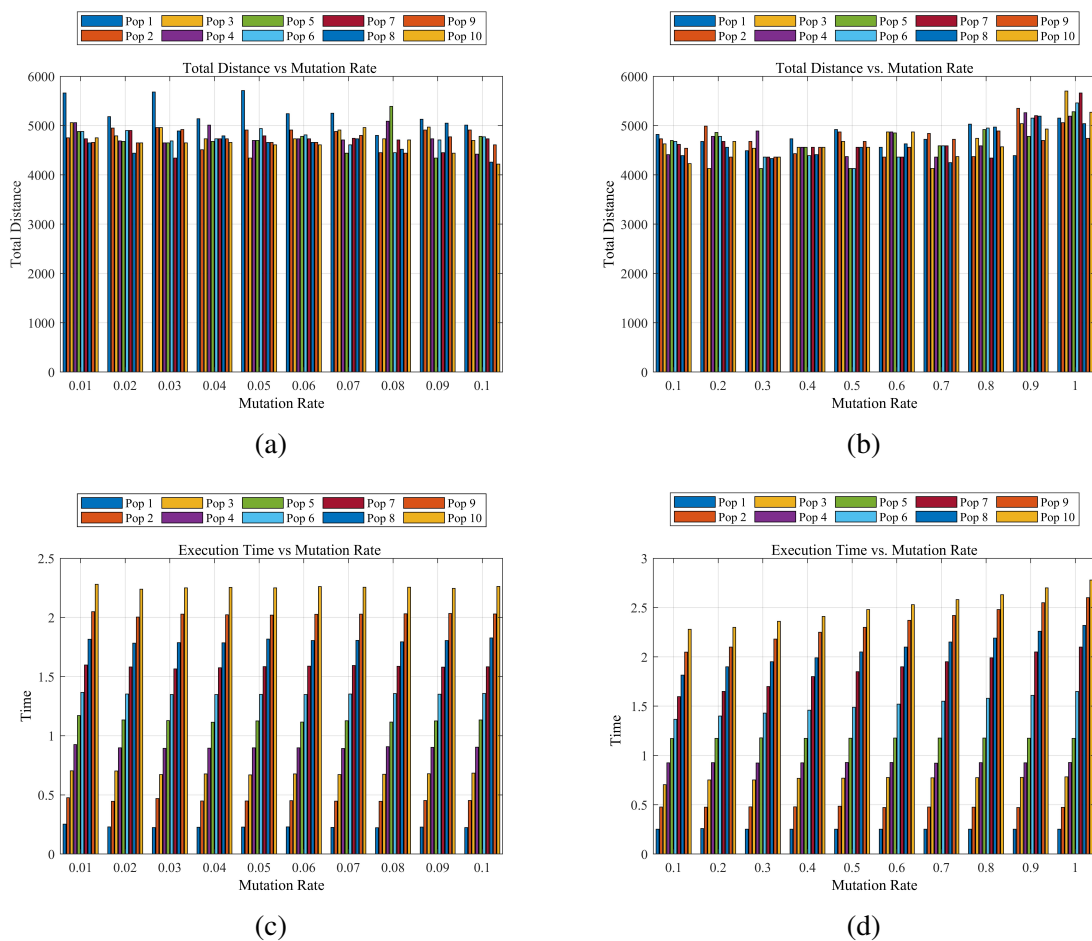 Pop 1 Pop 3 Pop 5 Pop 7 Pop 9
Pop 2 Pop 4 Pop 6 Pop 8 Pop 10
Total Distance vs Mutation Rate
6000
5000
4000
3000
2000
1000
0
Total Distance
0.01 0.02 0.03 0.04 0.05 0.06 0.07 0.08 0.09 0.1
Mutation Rate
(a)
Pop 1 Pop 3 Pop 5 Pop 7 Pop 9
Pop 2 Pop 4 Pop 6 Pop 8 Pop 10
Total Distance vs. Mutation Rate
6000
5000
4000
3000
2000
1000
0
Total Distance
0.1 0.2 0.3 0.4 0.5 0.6 0.7 0.8 0.9 1
Mutation Rate
(b)
Pop 1 Pop 3 Pop 5 Pop 7 Pop 9
Pop 2 Pop 4 Pop 6 Pop 8 Pop 10
Execution Time vs Mutation Rate
2.5
2
1.5
1
0.5
0
Time
0.01 0.02 0.03 0.04 0.05 0.06 0.07 0.08 0.09 0.1
Mutation Rate
(c)
Pop 1 Pop 3 Pop 5 Pop 7 Pop 9
Pop 2 Pop 4 Pop 6 Pop 8 Pop 10
Execution Time vs. Mutation Rate
3
2.5
2
1.5
1
0.5
0
Time
0.1 0.2 0.3 0.4 0.5 0.6 0.7 0.8 0.9 1
Mutation Rate
(d)